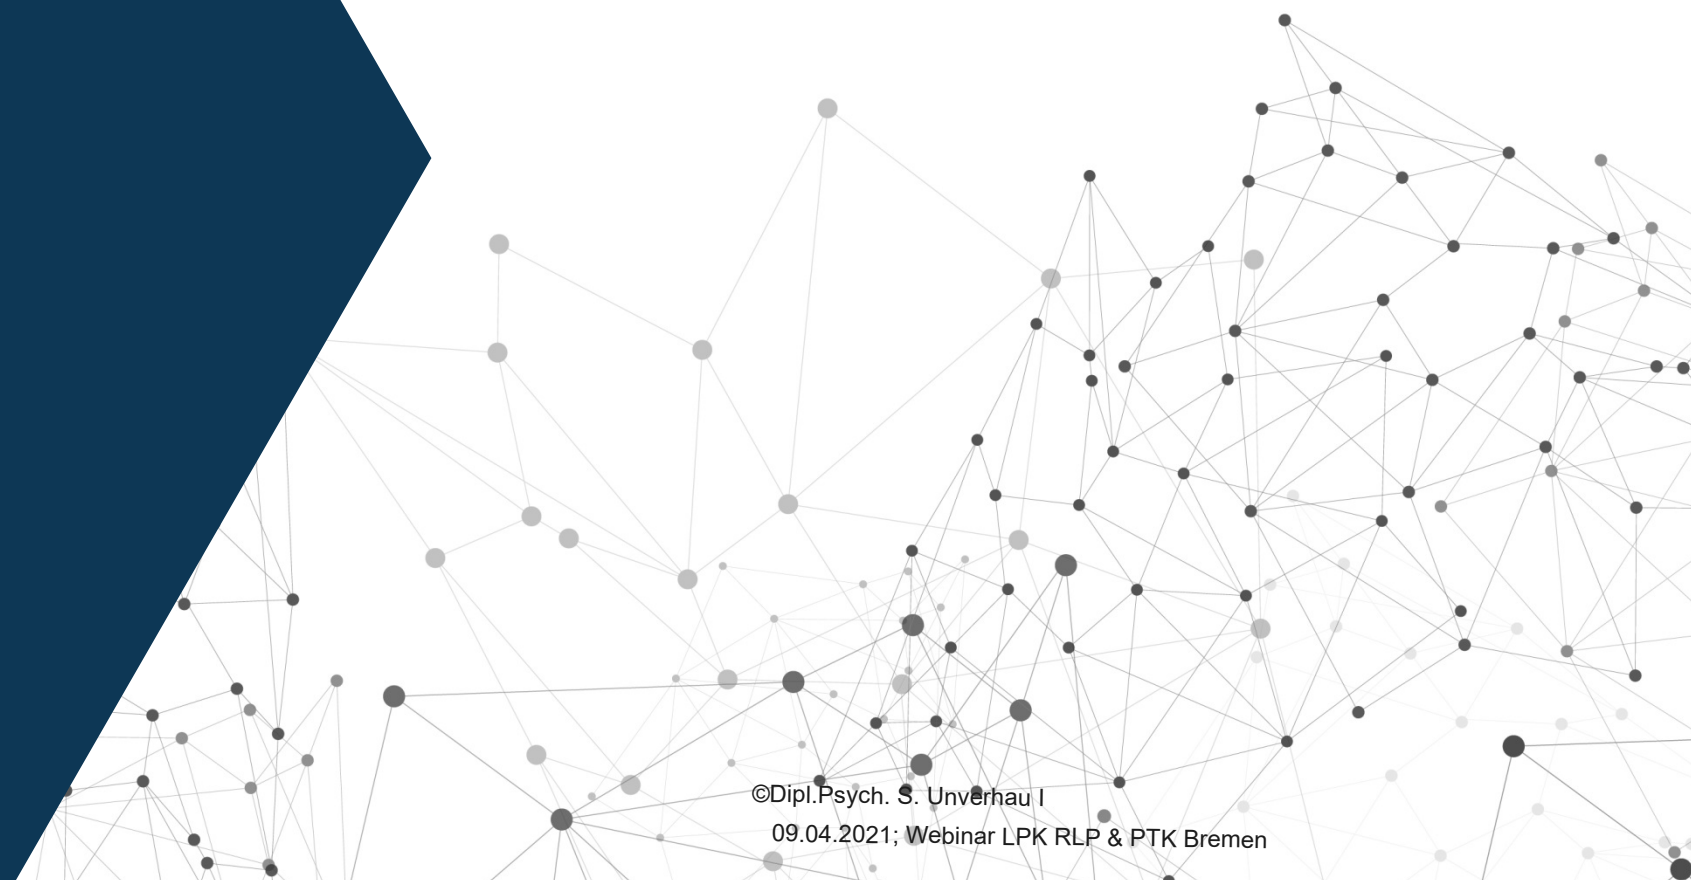 ©Dipl.Psych. S. Unverhau I
09.04.2021; Webinar LPK RLP & PTK Bremen